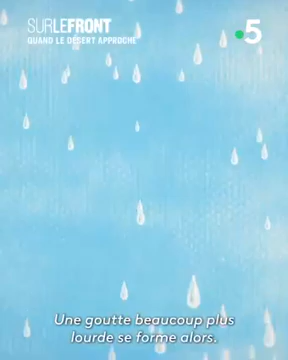 SURLEFRONT
QUAND LE DÉSERT APPROCHE
5
Une goutte beaucoup plus
lourde se forme alors.